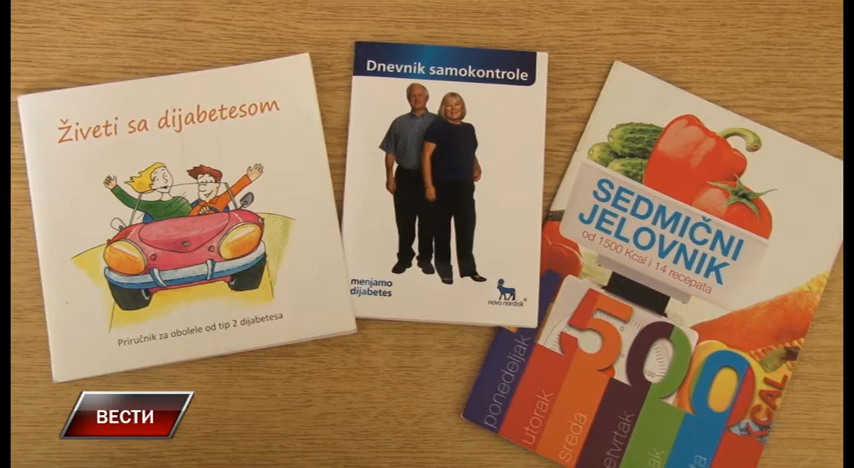 Živeti sa dijabetesom
Priručnik za obolele od tip 2 dijabetesa
Dnevnik samokontrole
menjamo
dijabetes
novo nordisk
SEDMIČNI
JELOVNIK
od 1500 Kcal i 14 recepata
500
KCAL
ponedeljak
utorak
sreda
ВЕСТИ